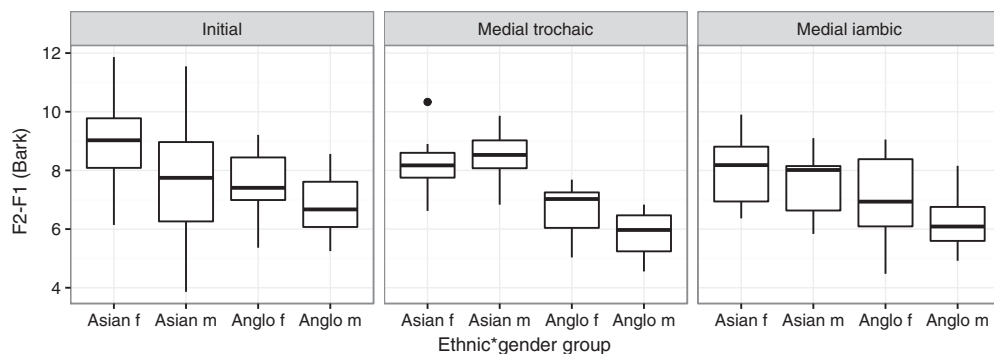 Initial
Medial trochaic
Medial iambic
F2-F1 (Bark)
12
10
8
6
4
Asian f Asian m Anglo f Anglo m
Asian f Asian m Anglo f Anglo m
Asian f Asian m Anglo f Anglo m
Ethnic*gender group